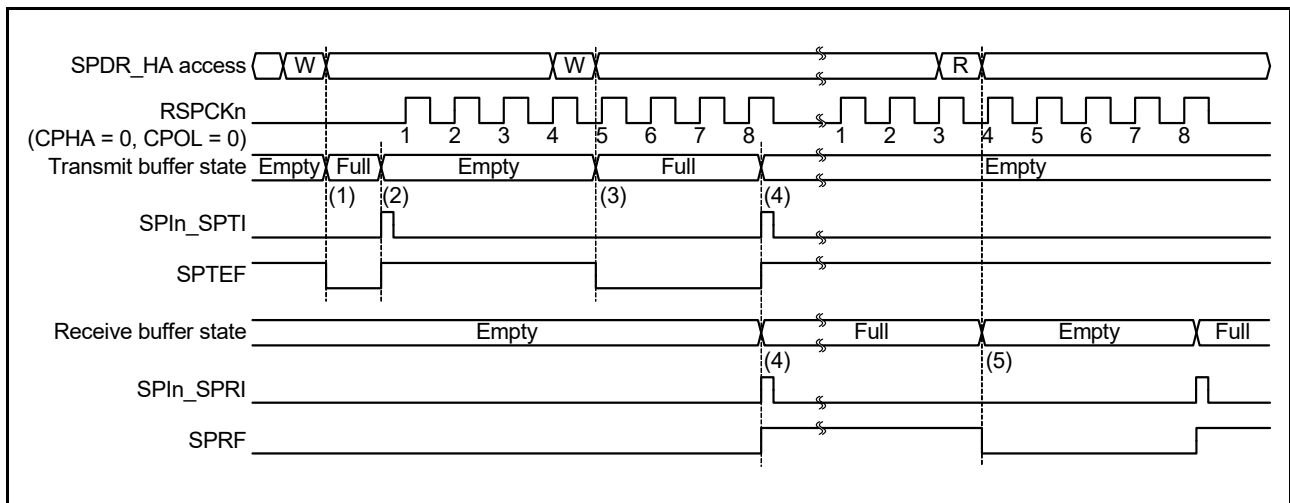 SPDR_HA access W W R
RSPCKn
(CPHA = 0, CPOL = 0) 1 2 3 4 5 6 7 8 1 2 3 4 5 6 7 8
Transmit buffer state Empty Full Empty Full Empty
(1) (2) (3) (4)
SPIn_SPTI
SPTEF
Receive buffer state Empty Full Empty Full
(4) (5)
SPIn_SPRI
SPRF